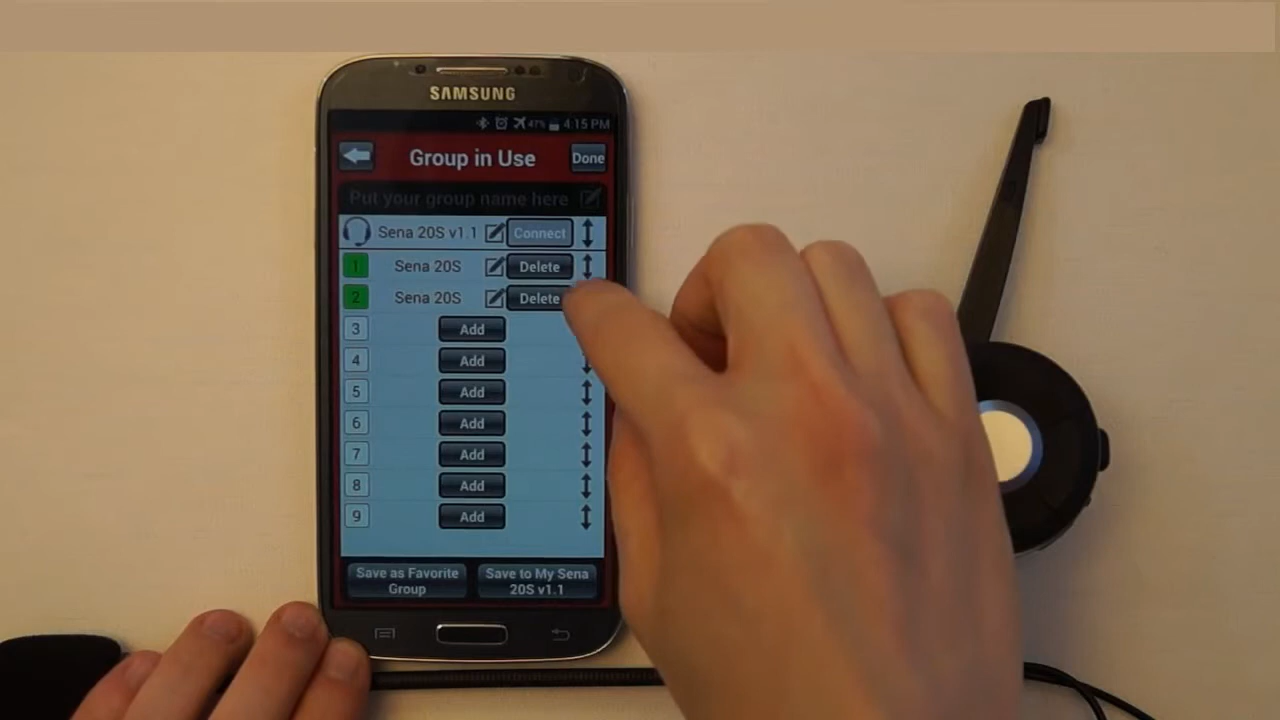 SAMSUNG
47% 4:15 PM
Group in Use Done
Put your group name here
Sena 20S v1.1 Connect
1 Sena 20S Delete
2 Sena 20S Delete
3 Add
4 Add
5 Add
6 Add
7 Add
8 Add
9 Add
Save as Favorite Group
Save to My Sena 20S v1.1